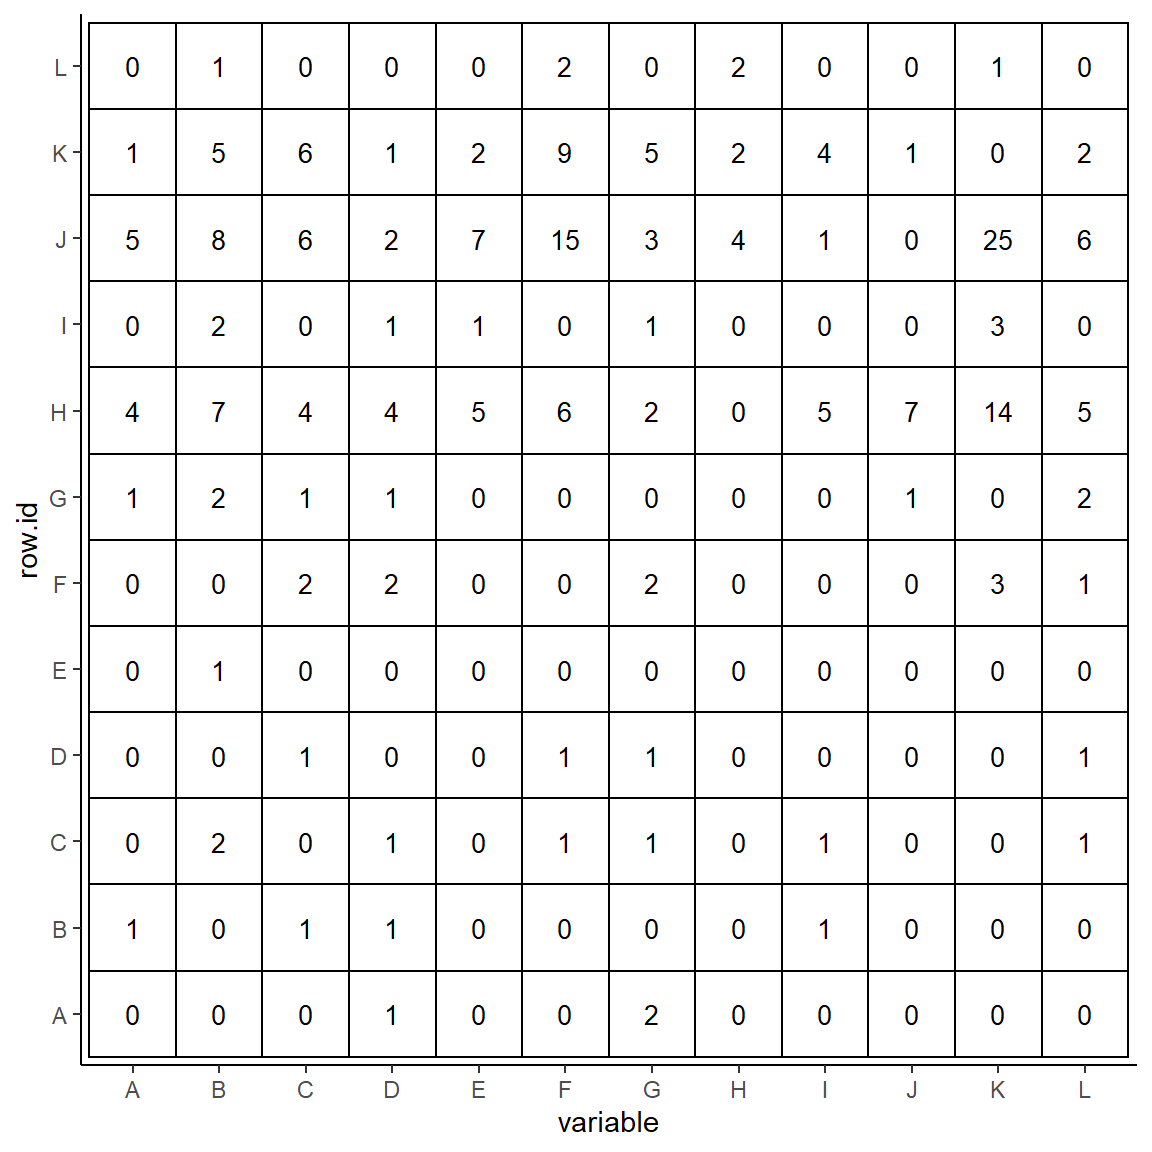 L 0 1 0 0 0 2 0 2 0 0 1 0
K 1 5 6 1 2 9 5 2 4 1 0 2
J 5 8 6 2 7 15 3 4 1 0 25 6
I 0 2 0 1 1 0 1 0 0 0 3 0
H 4 7 4 4 5 6 2 0 5 7 14 5
G 1 2 1 1 0 0 0 0 0 1 0 2
F 0 0 2 2 0 0 2 0 0 0 3 1
E 0 1 0 0 0 0 0 0 0 0 0 0
D 0 0 1 0 0 1 1 0 0 0 0 1
C 0 2 0 1 0 1 1 0 1 0 0 1
B 1 0 1 1 0 0 0 0 1 0 0 0
A 0 0 0 1 0 0 2 0 0 0 0 0
A B C D E F G H I J K L
variable
row.id